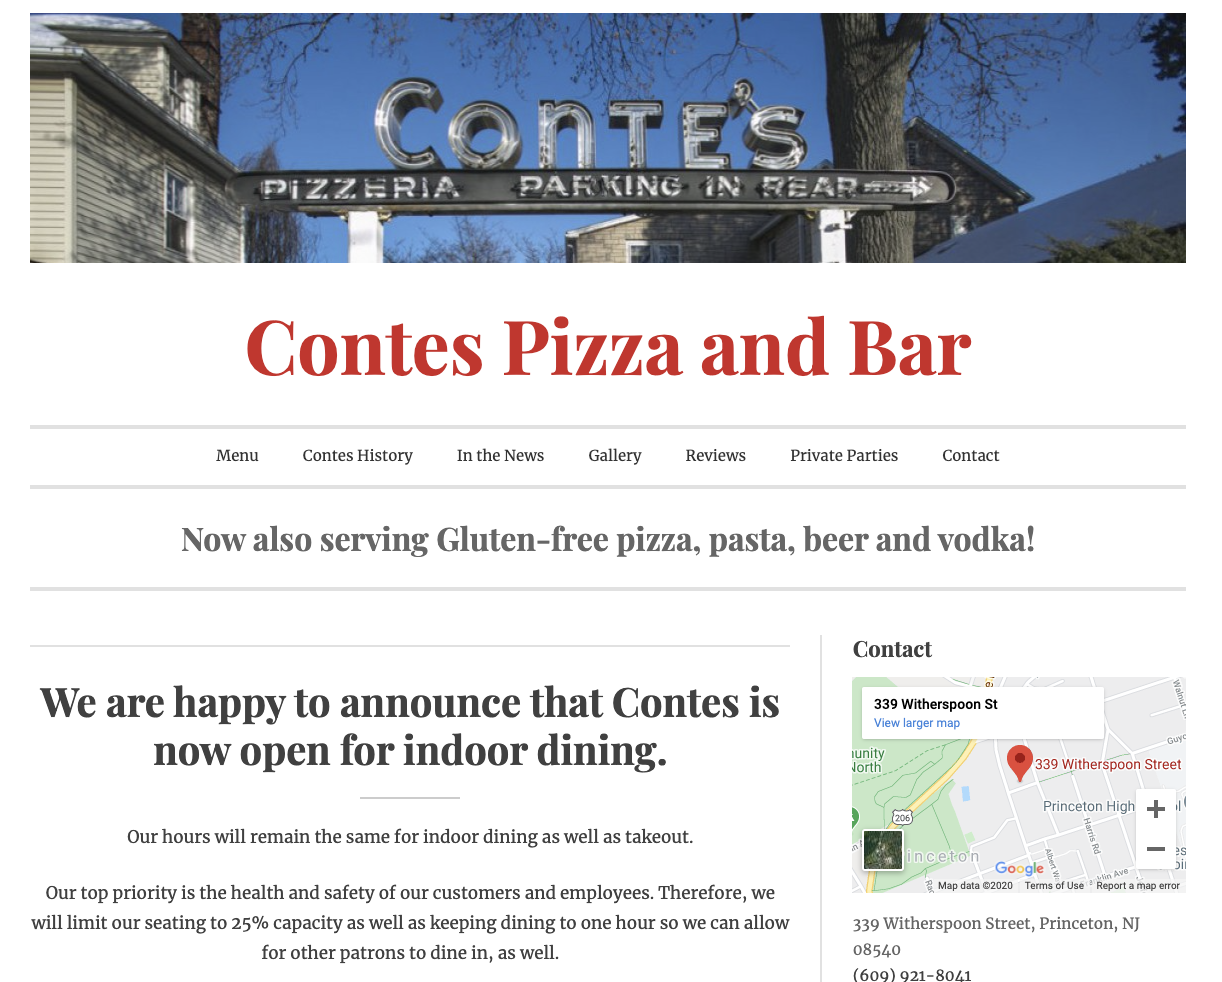 CONTE'S
PIZZERIA PARKING IN REAR
Contes Pizza and Bar
Menu Contes History In the News Gallery Reviews Private Parties Contact
Now also serving Gluten-free pizza, pasta, beer and vodka!
We are happy to announce that Contes is
now open for indoor dining.
Our hours will remain the same for indoor dining as well as takeout.
Our top priority is the health and safety of our customers and employees. Therefore, we
will limit our seating to 25% capacity as well as keeping dining to one hour so we can allow
for other patrons to dine in, as well.
Contact
339 Witherspoon St
View larger map
North
339 Witherspoon Street
Princeton High
206
Harris Rd
Google
Map data ©2020 Terms of Use Report a map error
339 Witherspoon Street, Princeton, NJ
08540
(609) 921-8041